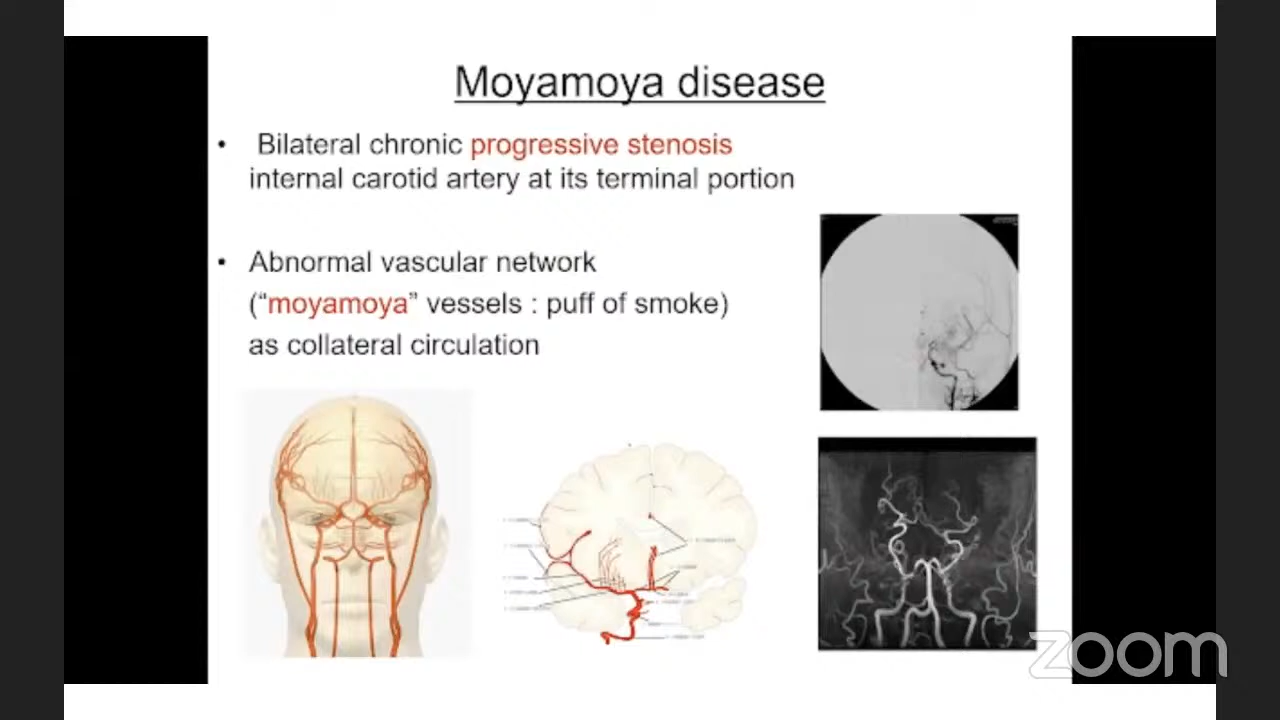 Moyamoya disease
• Bilateral chronic progressive stenosis
internal carotid artery at its terminal portion
• Abnormal vascular network
(“moyamoya” vessels : puff of smoke)
as collateral circulation
zoom